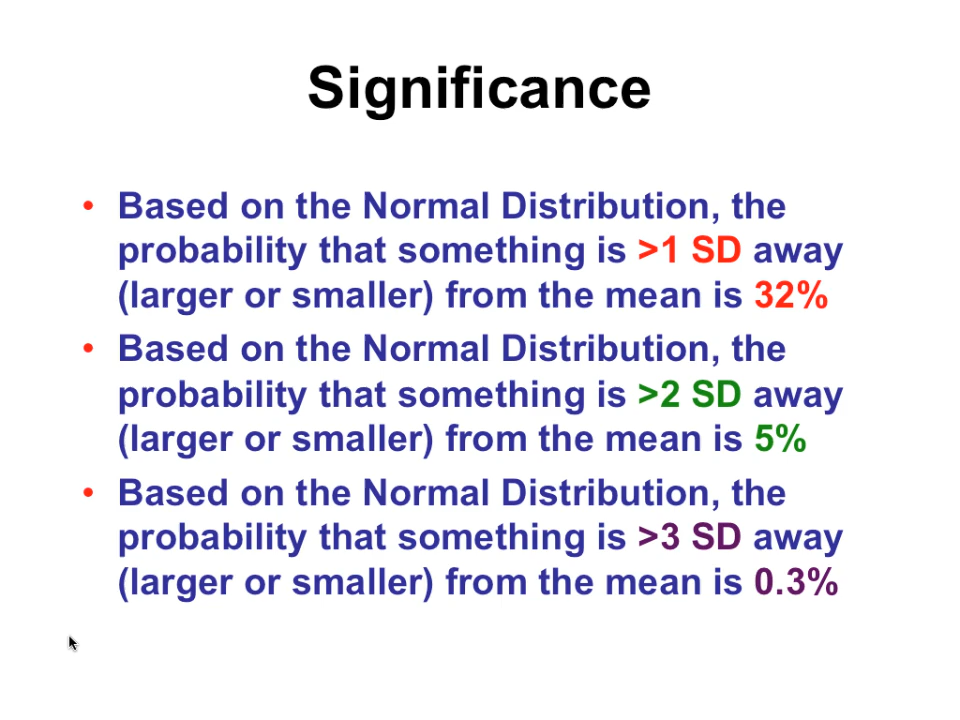 Significance
• Based on the Normal Distribution, the
probability that something is >1 SD away
(larger or smaller) from the mean is 32%
• Based on the Normal Distribution, the
probability that something is >2 SD away
(larger or smaller) from the mean is 5%
• Based on the Normal Distribution, the
probability that something is >3 SD away
(larger or smaller) from the mean is 0.3%